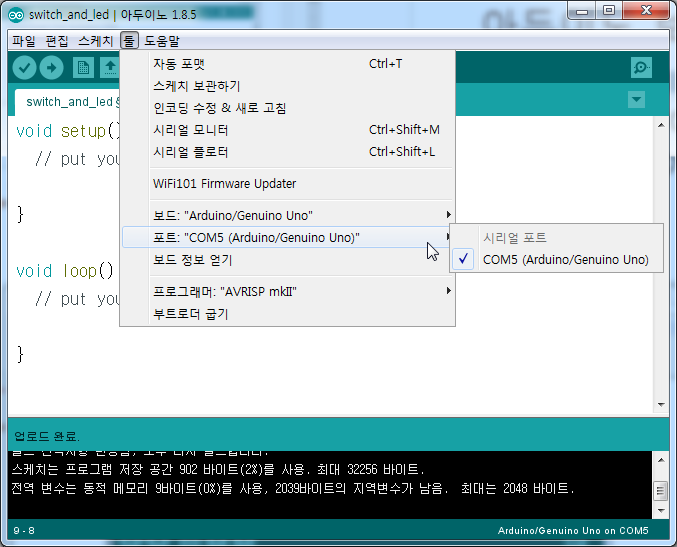 아두이노
switch_and_led | 아두이노 1.8.5
파일 편집 스케치 툴 도움말
switch_and_led §
void setup()
// put you
}
void loop()
// put you
}
자동 포맷 Ctrl+T
스케치 보관하기
인코딩 수정 & 새로 고침
시리얼 모니터 Ctrl+Shift+M
시리얼 플로터 Ctrl+Shift+L
WiFi101 Firmware Updater
보드: "Arduino/Genuino Uno"
포트: "COM5 (Arduino/Genuino Uno)"
보드 정보 얻기
프로그래머: "AVRISP mkII"
부트로더 굽기
시리얼 포트
✓ COM5 (Arduino/Genuino Uno)
업로드 완료.
스케치는 프로그램 저장 공간 902 바이트(2%)를 사용. 최대 32256 바이트.
전역 변수는 동적 메모리 9바이트(0%)를 사용, 2039바이트의 지역변수가 남음. 최대는 2048 바이트.
9 - 8 Arduino/Genuino Uno on COM5